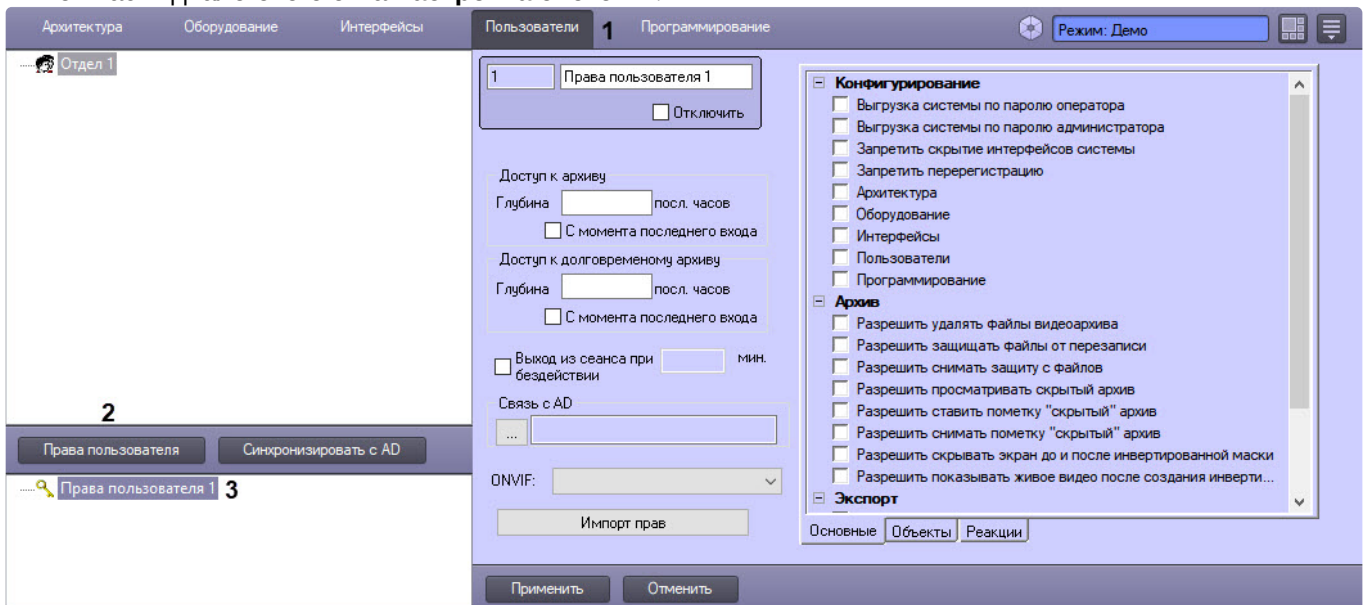 Архитектура Оборудование Интерфейсы Пользователи 1 Программирование Режим: Демо
Отдел 1
2
Права пользователя Синхронизировать с AD
Права пользователя 1 3
1 Права пользователя 1
Отключить
Доступ к архиву
Глубина посл. часов
С момента последнего входа
Доступ к долговременому архиву
Глубина посл. часов
С момента последнего входа
Выход из сеанса при мин.
бездействии
Связь с AD
...
ONVIF:
Импорт прав
Конфигурирование
Выгрузка системы по паролю оператора
Выгрузка системы по паролю администратора
Запретить скрытие интерфейсов системы
Запретить перерегистрацию
Архитектура
Оборудование
Интерфейсы
Пользователи
Программирование
Архив
Разрешить удалять файлы видеоархива
Разрешить защищать файлы от перезаписи
Разрешить снимать защиту с файлов
Разрешить просматривать скрытый архив
Разрешить ставить пометку "скрытый" архив
Разрешить снимать пометку "скрытый" архив
Разрешить скрывать экран до и после инвертированной маски
Разрешить показывать живое видео после создания инверти...
Экспорт
Основные Объекты Реакции
Применить Отменить